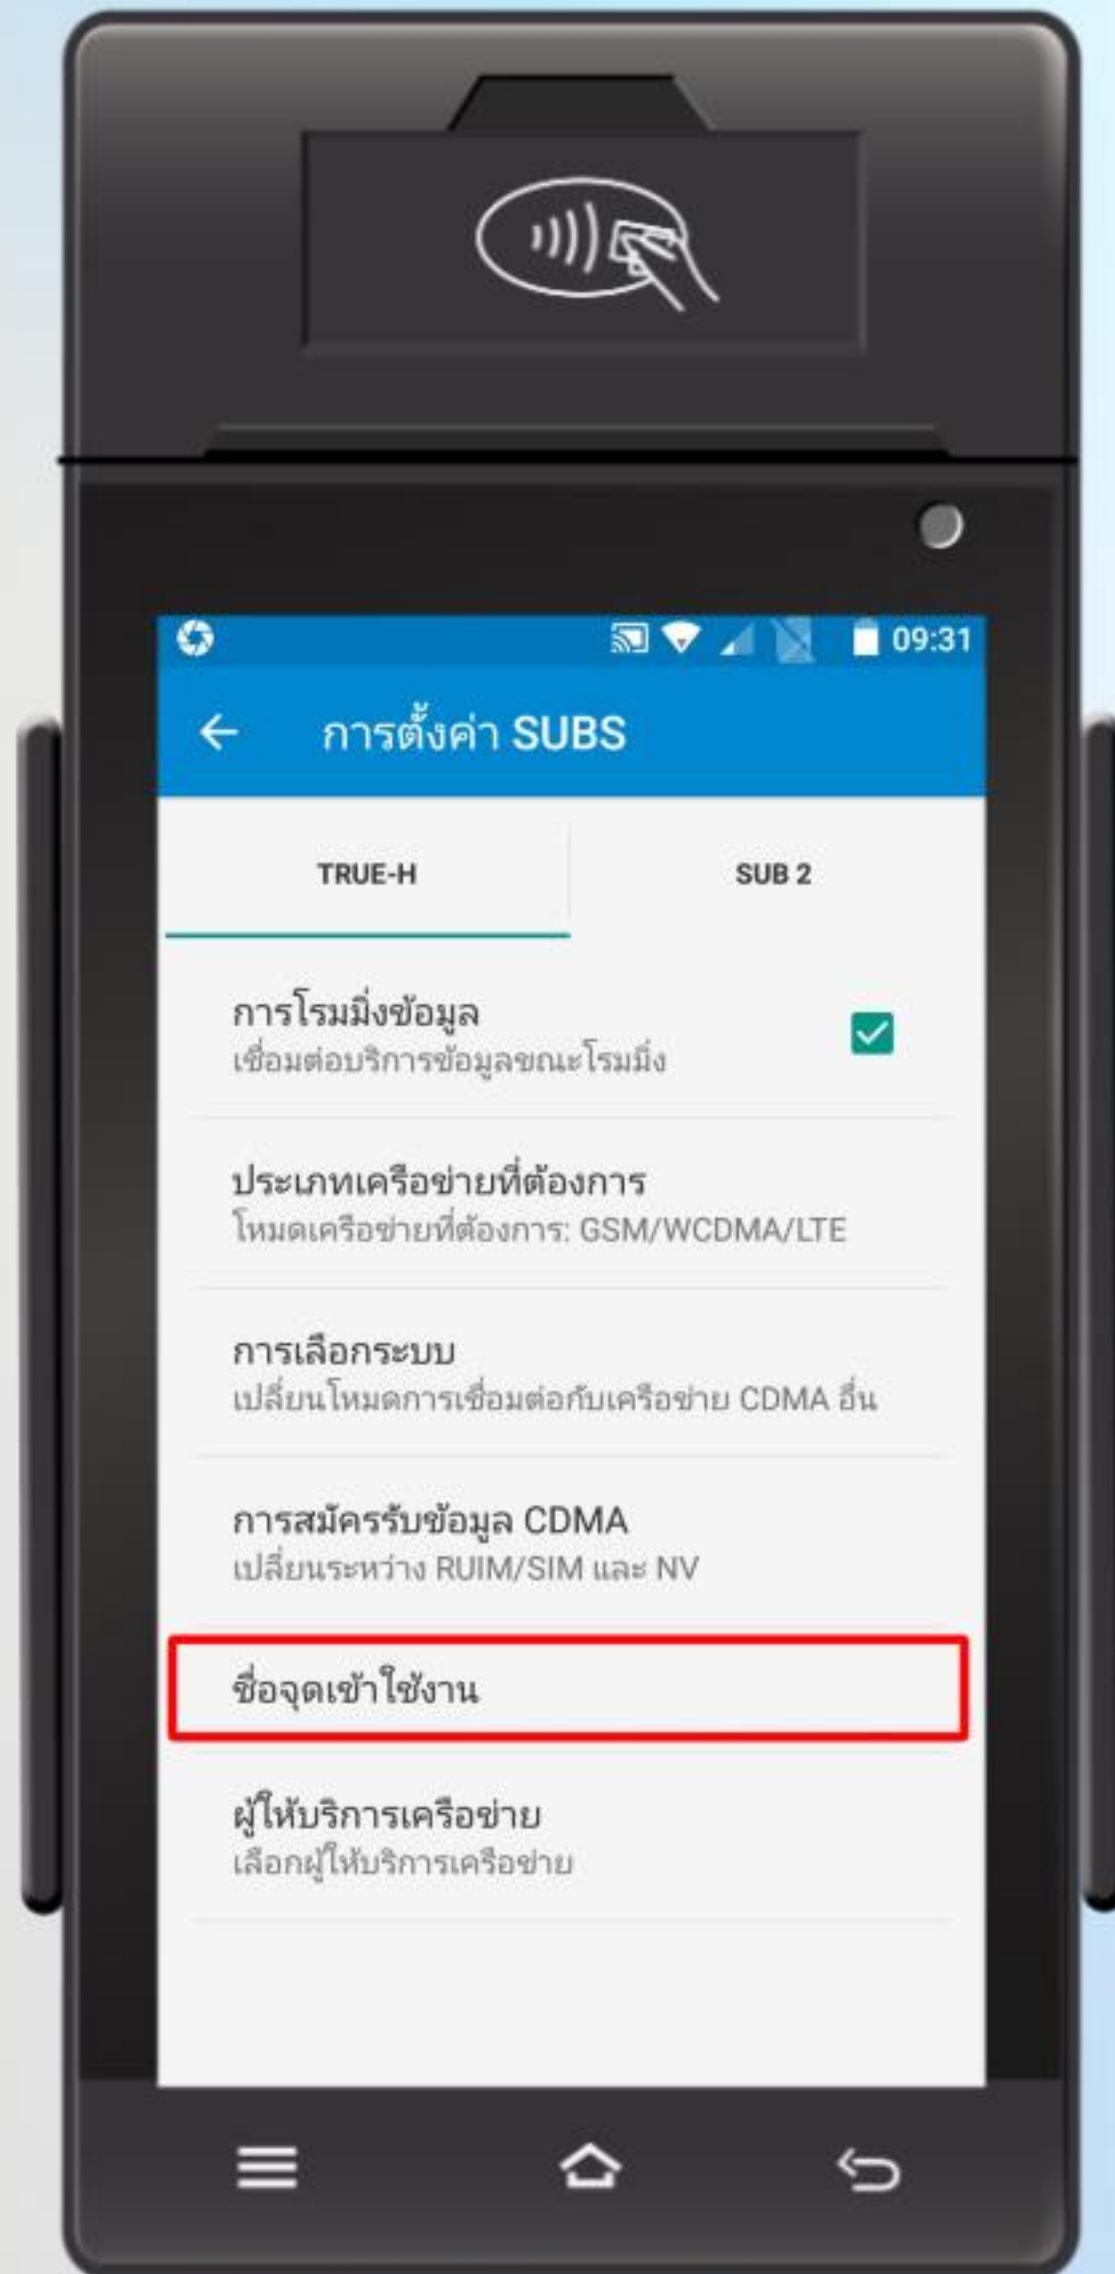 09:31
การตั้งค่า SUBS
TRUE-H
SUB 2
การโรมมิ่งข้อมูล
เชื่อมต่อบริการข้อมูลขณะโรมมิ่ง
ประเภทเครือข่ายที่ต้องการ
โหมดเครือข่ายที่ต้องการ: GSM/WCDMA/LTE
การเลือกระบบ
เปลี่ยนโหมดการเชื่อมต่อกับเครือข่าย CDMA อื่น
การสมัครรับข้อมูล CDMA
เปลี่ยนระหว่าง RUIM/SIM และ NV
ชื่อจุดเข้าใช้งาน
ผู้ให้บริการเครือข่าย
เลือกผู้ให้บริการเครือข่าย